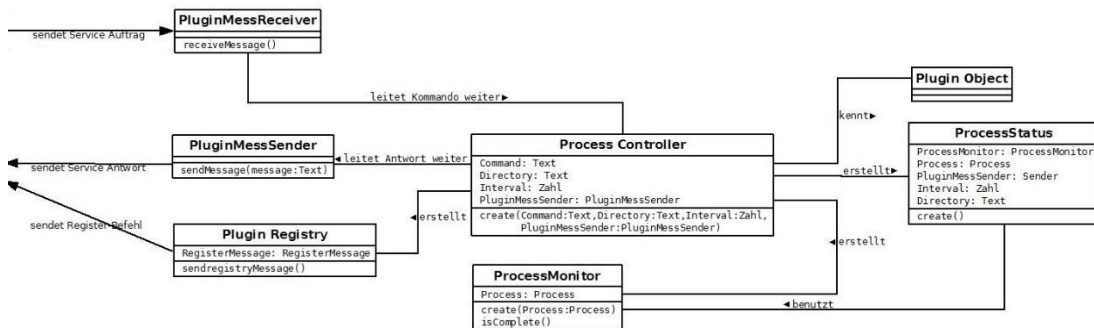 PluginMessReceiver
receiveMessage()
sendet Service Auftrag
leitet Kommando weiter▶
Plugin Object
kennt▶
PluginMessSender
sendMessage(message:Text)
◀ leitet Antwort weiter
sendet Service Antwort
Process Controller
Command: Text
Directory: Text
Interval: Zahl
PluginMessSender: PluginMessSender
create(Command:Text,Directory:Text,Interval:Zahl,
PluginMessSender:PluginMessSender)
erstellt▶
ProcessStatus
ProcessMonitor: ProcessMonitor
Process: Process
PluginMessSender: Sender
Interval: Zahl
Directory: Text
create()
◀erstellt
sendet Register-Befehl
Plugin Registry
RegisterMessage: RegisterMessage
sendregistryMessage()
◀erstellt
ProcessMonitor
Process: Process
create(Process:Process)
isComplete()
◀ benutzt